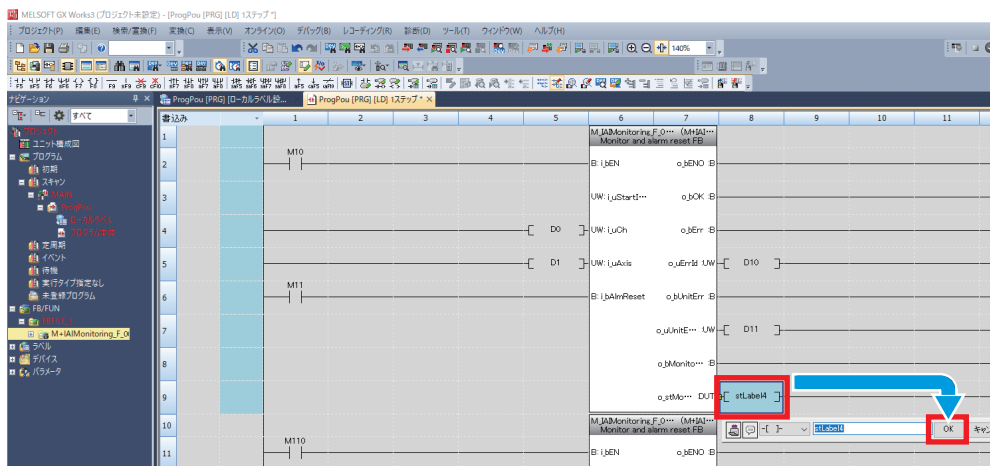 MELSOFT GX Works3 (プロジェクト未設定) - [ProgPou [PRG] [LD] 1ステップ *]
プロジェクト(P) 編集(E) 検索/置換(F) 変換(C) 表示(V) オンライン(O) デバッグ(B) レコーディング(R) 診断(D) ツール(T) ウィンドウ(W) ヘルプ(H)
140%
ナビゲーション
ProgPou [PRG] [ローカルラベル設...
ProgPou [PRG] [LD] 1ステップ *
すべて
書込み 1 2 3 4 5 6 7 8 9 10 11
プロジェクト
ユニット構成図
プログラム
初期
スキャン
MAIN
ProgPou
ローカルラベル
プログラム本体
定周期
イベント
待機
実行タイプ指定なし
未登録プログラム
FB/FUN
M+IAIMonitoring_F_0
ラベル
デバイス
パラメータ
1
M_IAIMonitoring_F_0… (M+IAI…
Monitor and alarm reset FB
2
M10
B: i_bEN o_bENO :B
3
UW: i_uStartI… o_bOK :B
4
D0
UW: i_uCh o_bErr :B
5
D1
UW: i_uAxis o_uErrId :UW
D10
6
M11
B: i_bAlmReset o_bUnitErr :B
7
o_uUnitE… :UW
D11
8
o_bMonito… :B
9
o_stMo… DUT
stLabel4
10
M_IAIMonitoring_F_0… (M+IAI…
Monitor and alarm reset FB
-[ ]-
stLabel4
OK
キャン
11
M110
B: i_bEN o_bENO :B